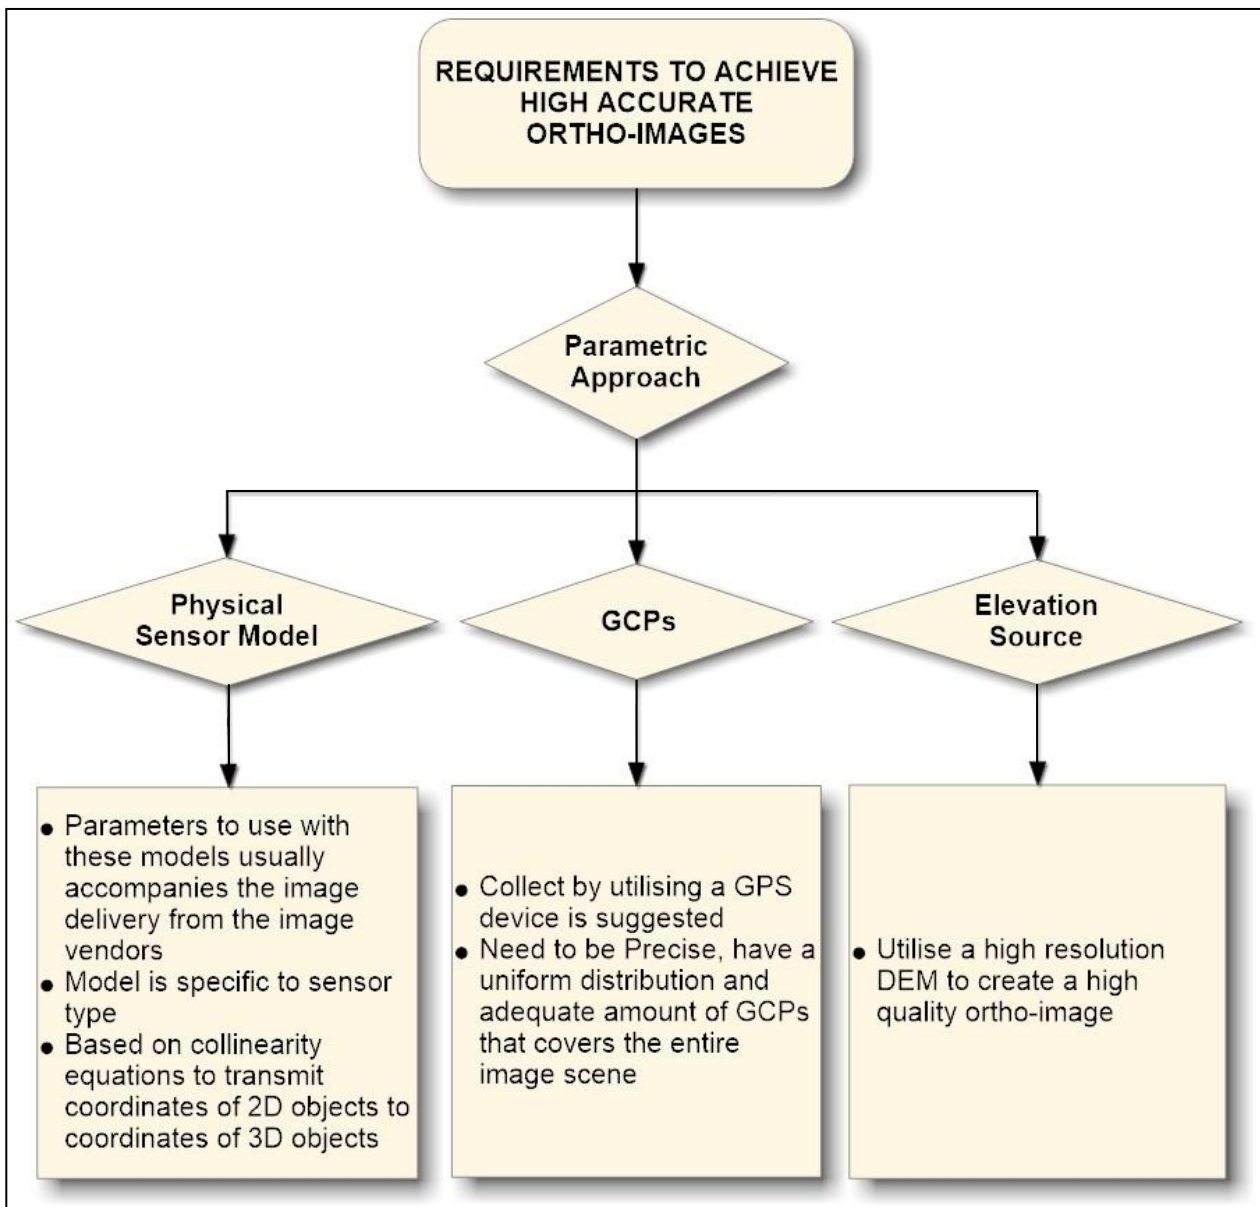 REQUIREMENTS TO ACHIEVE
HIGH ACCURATE
ORTHO-IMAGES
Parametric
Approach
Physical
Sensor Model
GCPs
Elevation
Source
● Parameters to use with
these models usually
accompanies the image
delivery from the image
vendors
● Model is specific to sensor
type
● Based on collinearity
equations to transmit
coordinates of 2D objects to
coordinates of 3D objects
● Collect by utilising a GPS
device is suggested
● Need to be Precise, have a
uniform distribution and
adequate amount of GCPs
that covers the entire
image scene
● Utilise a high resolution
DEM to create a high
quality ortho-image